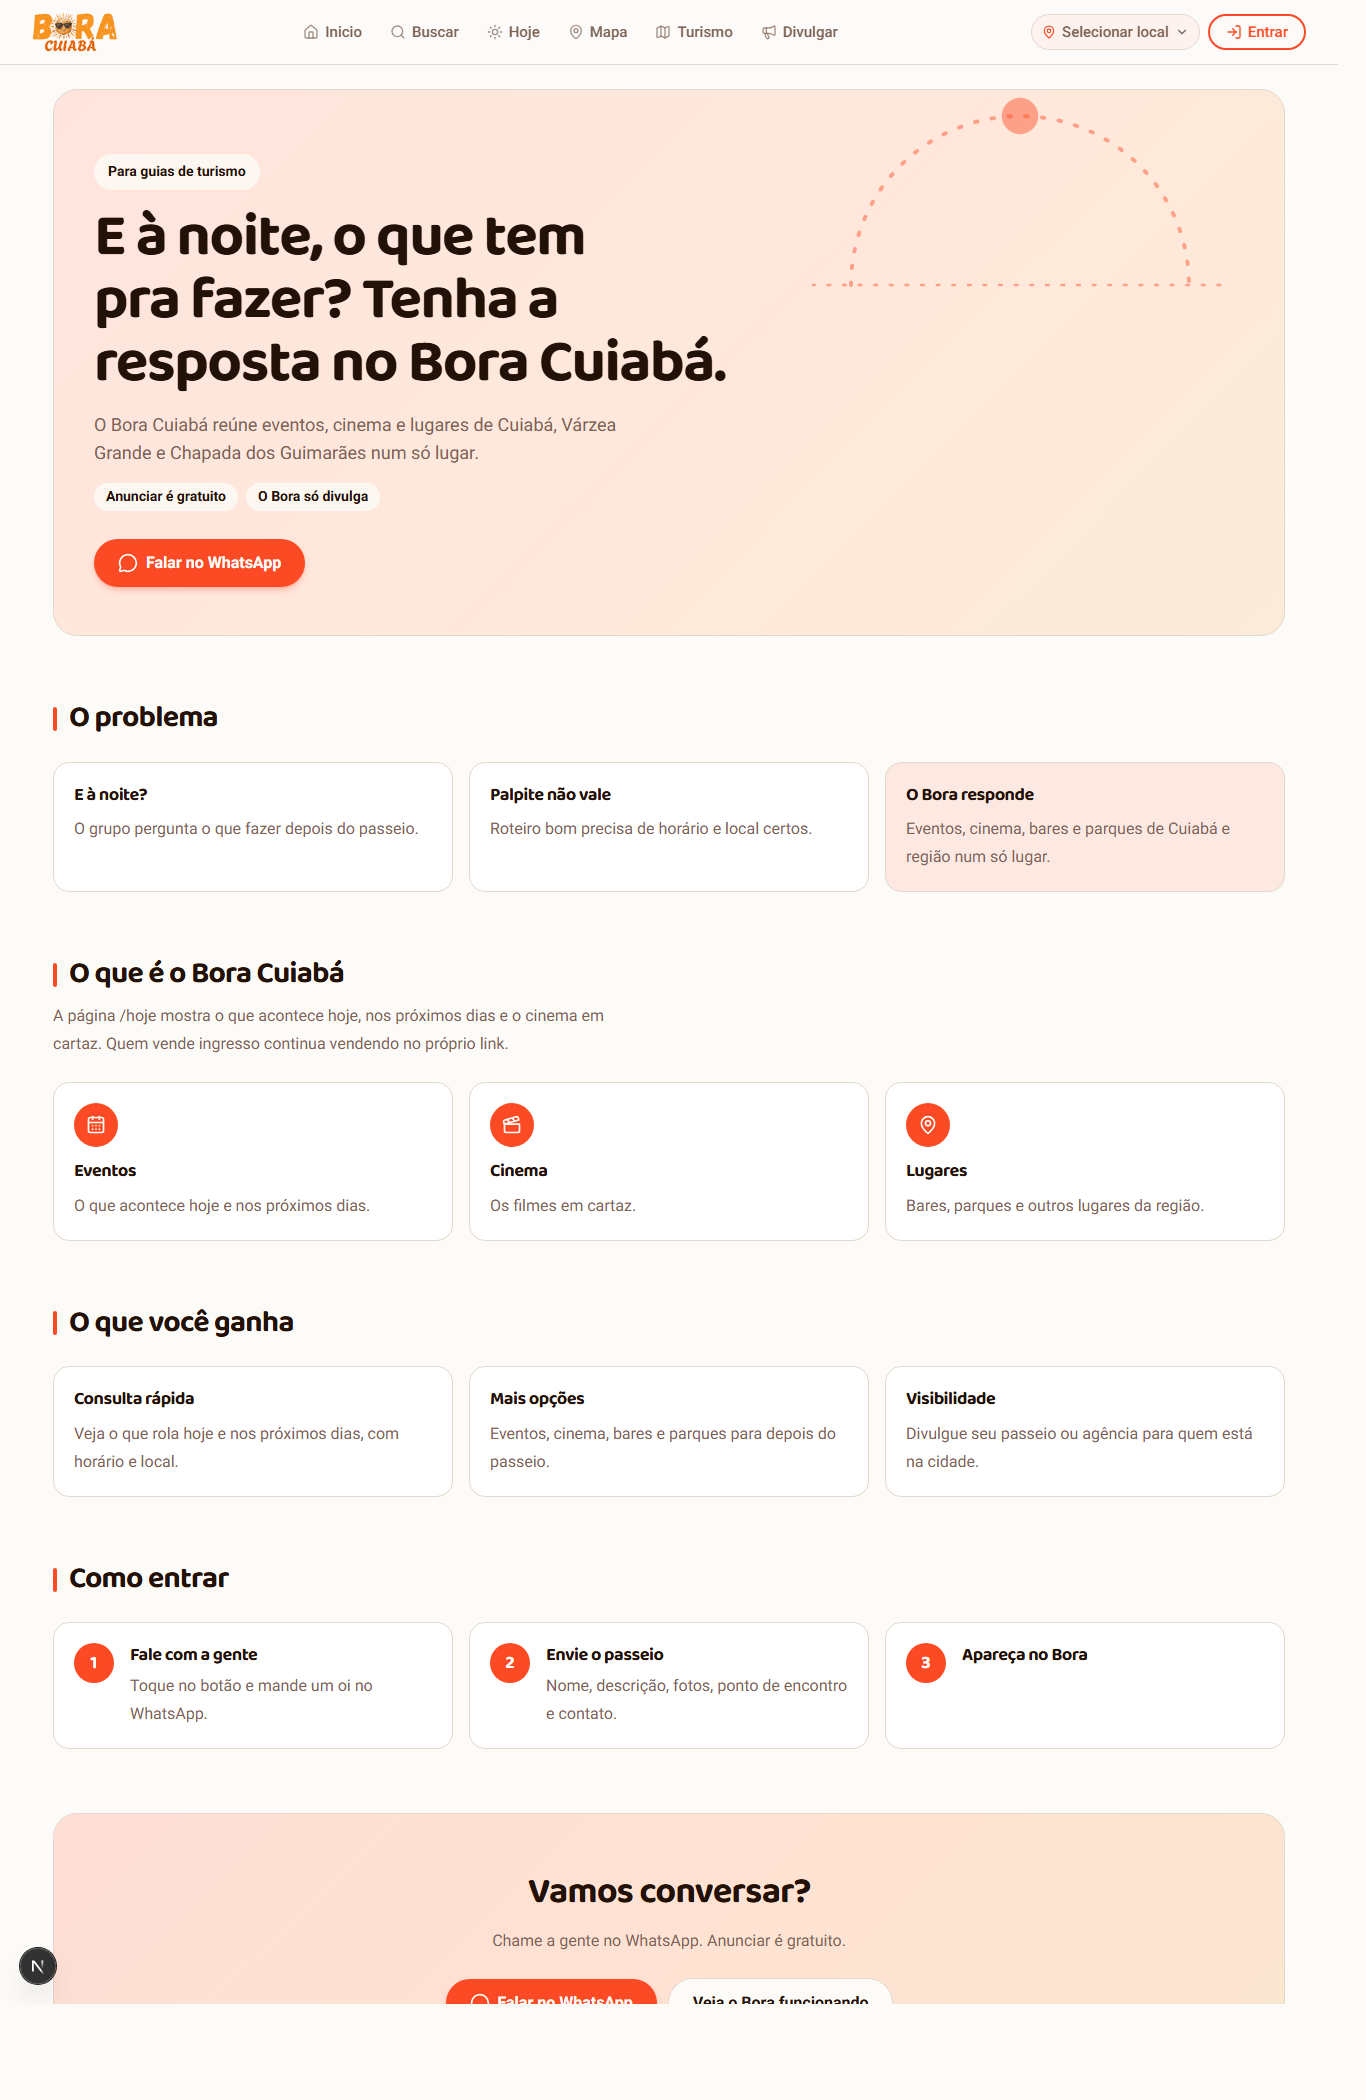 BORA
CUIABÁ
Inicio
Buscar
Hoje
Mapa
Turismo
Divulgar
Selecionar local
Entrar
Para guias de turismo
E à noite, o que tem
pra fazer? Tenha a
resposta no Bora Cuiabá.
O Bora Cuiabá reúne eventos, cinema e lugares de Cuiabá, Várzea
Grande e Chapada dos Guimarães num só lugar.
Anunciar é gratuito
O Bora só divulga
Falar no WhatsApp
O problema
E à noite?
O grupo pergunta o que fazer depois do passeio.
Palpite não vale
Roteiro bom precisa de horário e local certos.
O Bora responde
Eventos, cinema, bares e parques de Cuiabá e
região num só lugar.
O que é o Bora Cuiabá
A página /hoje mostra o que acontece hoje, nos próximos dias e o cinema em
cartaz. Quem vende ingresso continua vendendo no próprio link.
Eventos
O que acontece hoje e nos próximos dias.
Cinema
Os filmes em cartaz.
Lugares
Bares, parques e outros lugares da região.
O que você ganha
Consulta rápida
Veja o que rola hoje e nos próximos dias, com
horário e local.
Mais opções
Eventos, cinema, bares e parques para depois do
passeio.
Visibilidade
Divulgue seu passeio ou agência para quem está
na cidade.
Como entrar
1
Fale com a gente
Toque no botão e mande um oi no
WhatsApp.
2
Envie o passeio
Nome, descrição, fotos, ponto de encontro
e contato.
3
Apareça no Bora
Vamos conversar?
Chame a gente no WhatsApp. Anunciar é gratuito.
Falar no WhatsApp
Veja o Bora funcionando
N